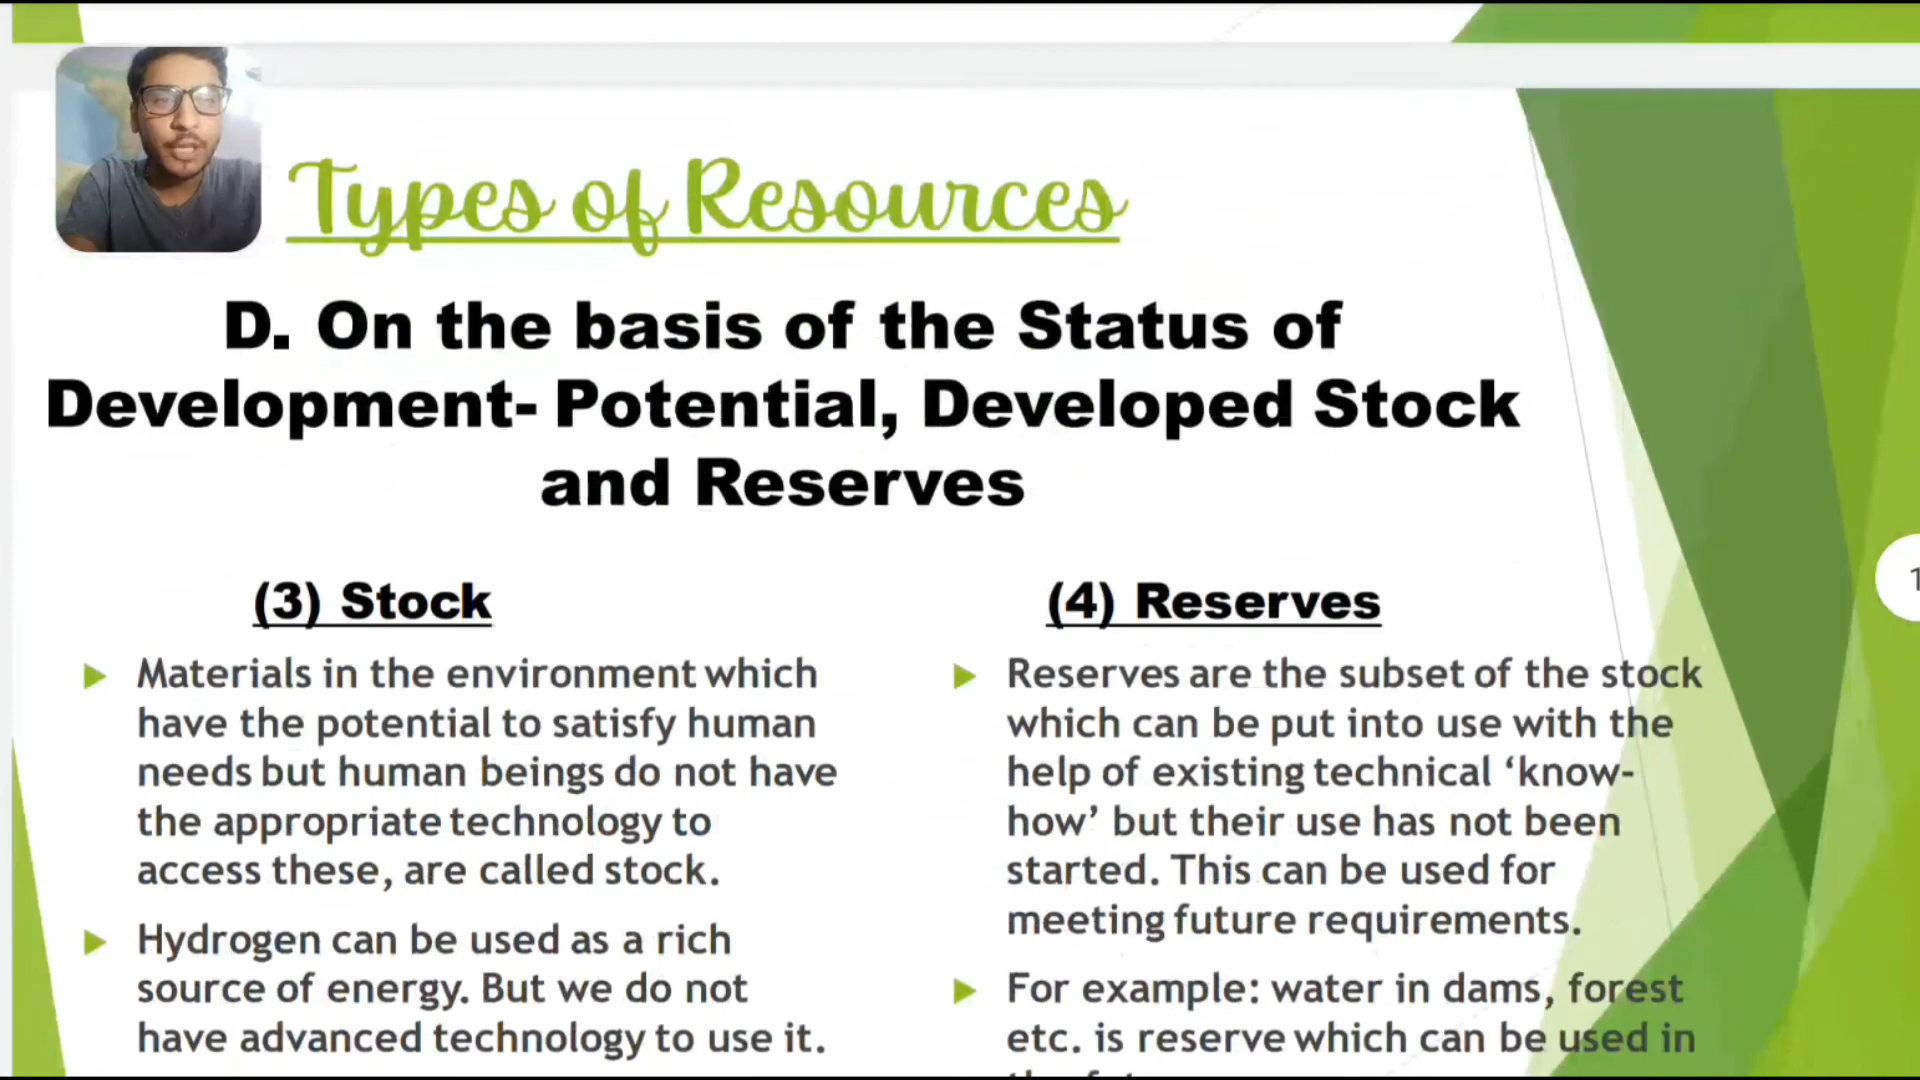 Types of Resources
D. On the basis of the Status of
Development- Potential, Developed Stock
and Reserves
(3) Stock
Materials in the environment which
have the potential to satisfy human
needs but human beings do not have
the appropriate technology to
access these, are called stock.
Hydrogen can be used as a rich
source of energy. But we do not
have advanced technology to use it.
(4) Reserves
Reserves are the subset of the stock
which can be put into use with the
help of existing technical ‘know-
how’ but their use has not been
started. This can be used for
meeting future requirements.
For example: water in dams, forest
etc. is reserve which can be used in
1